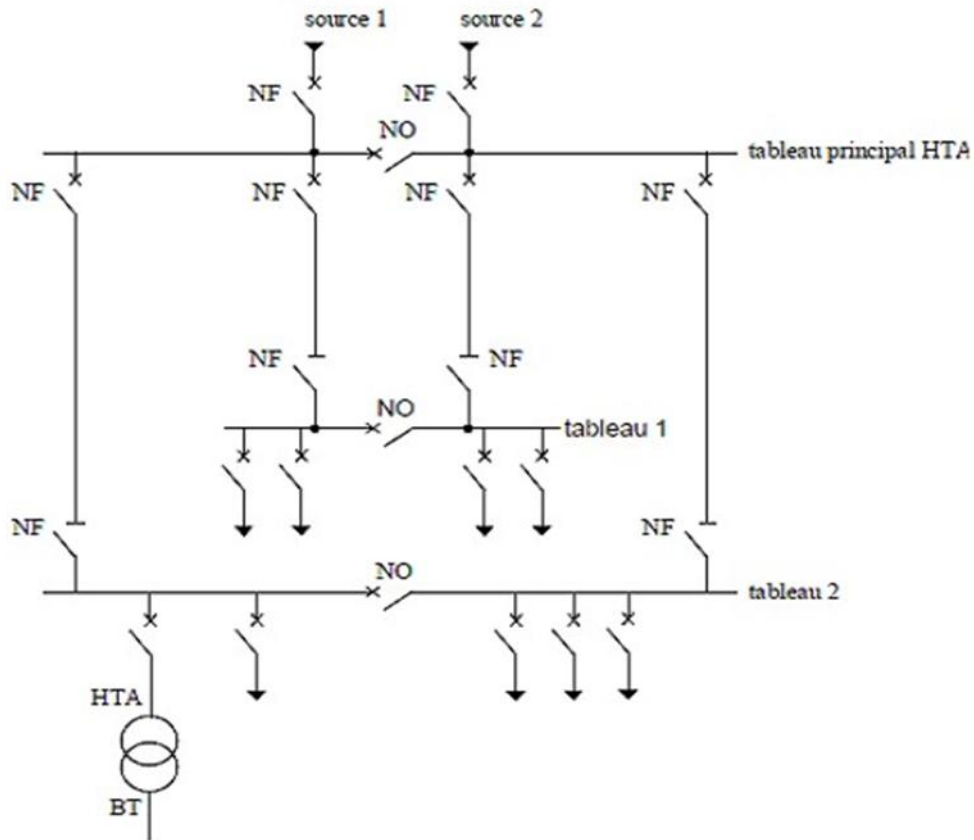 source 1
source 2
NF
NF
NO
tableau principal HTA
NF
NF
NF
NF
NF
NF
NO
tableau 1
NF
NF
NO
tableau 2
HTA
BT